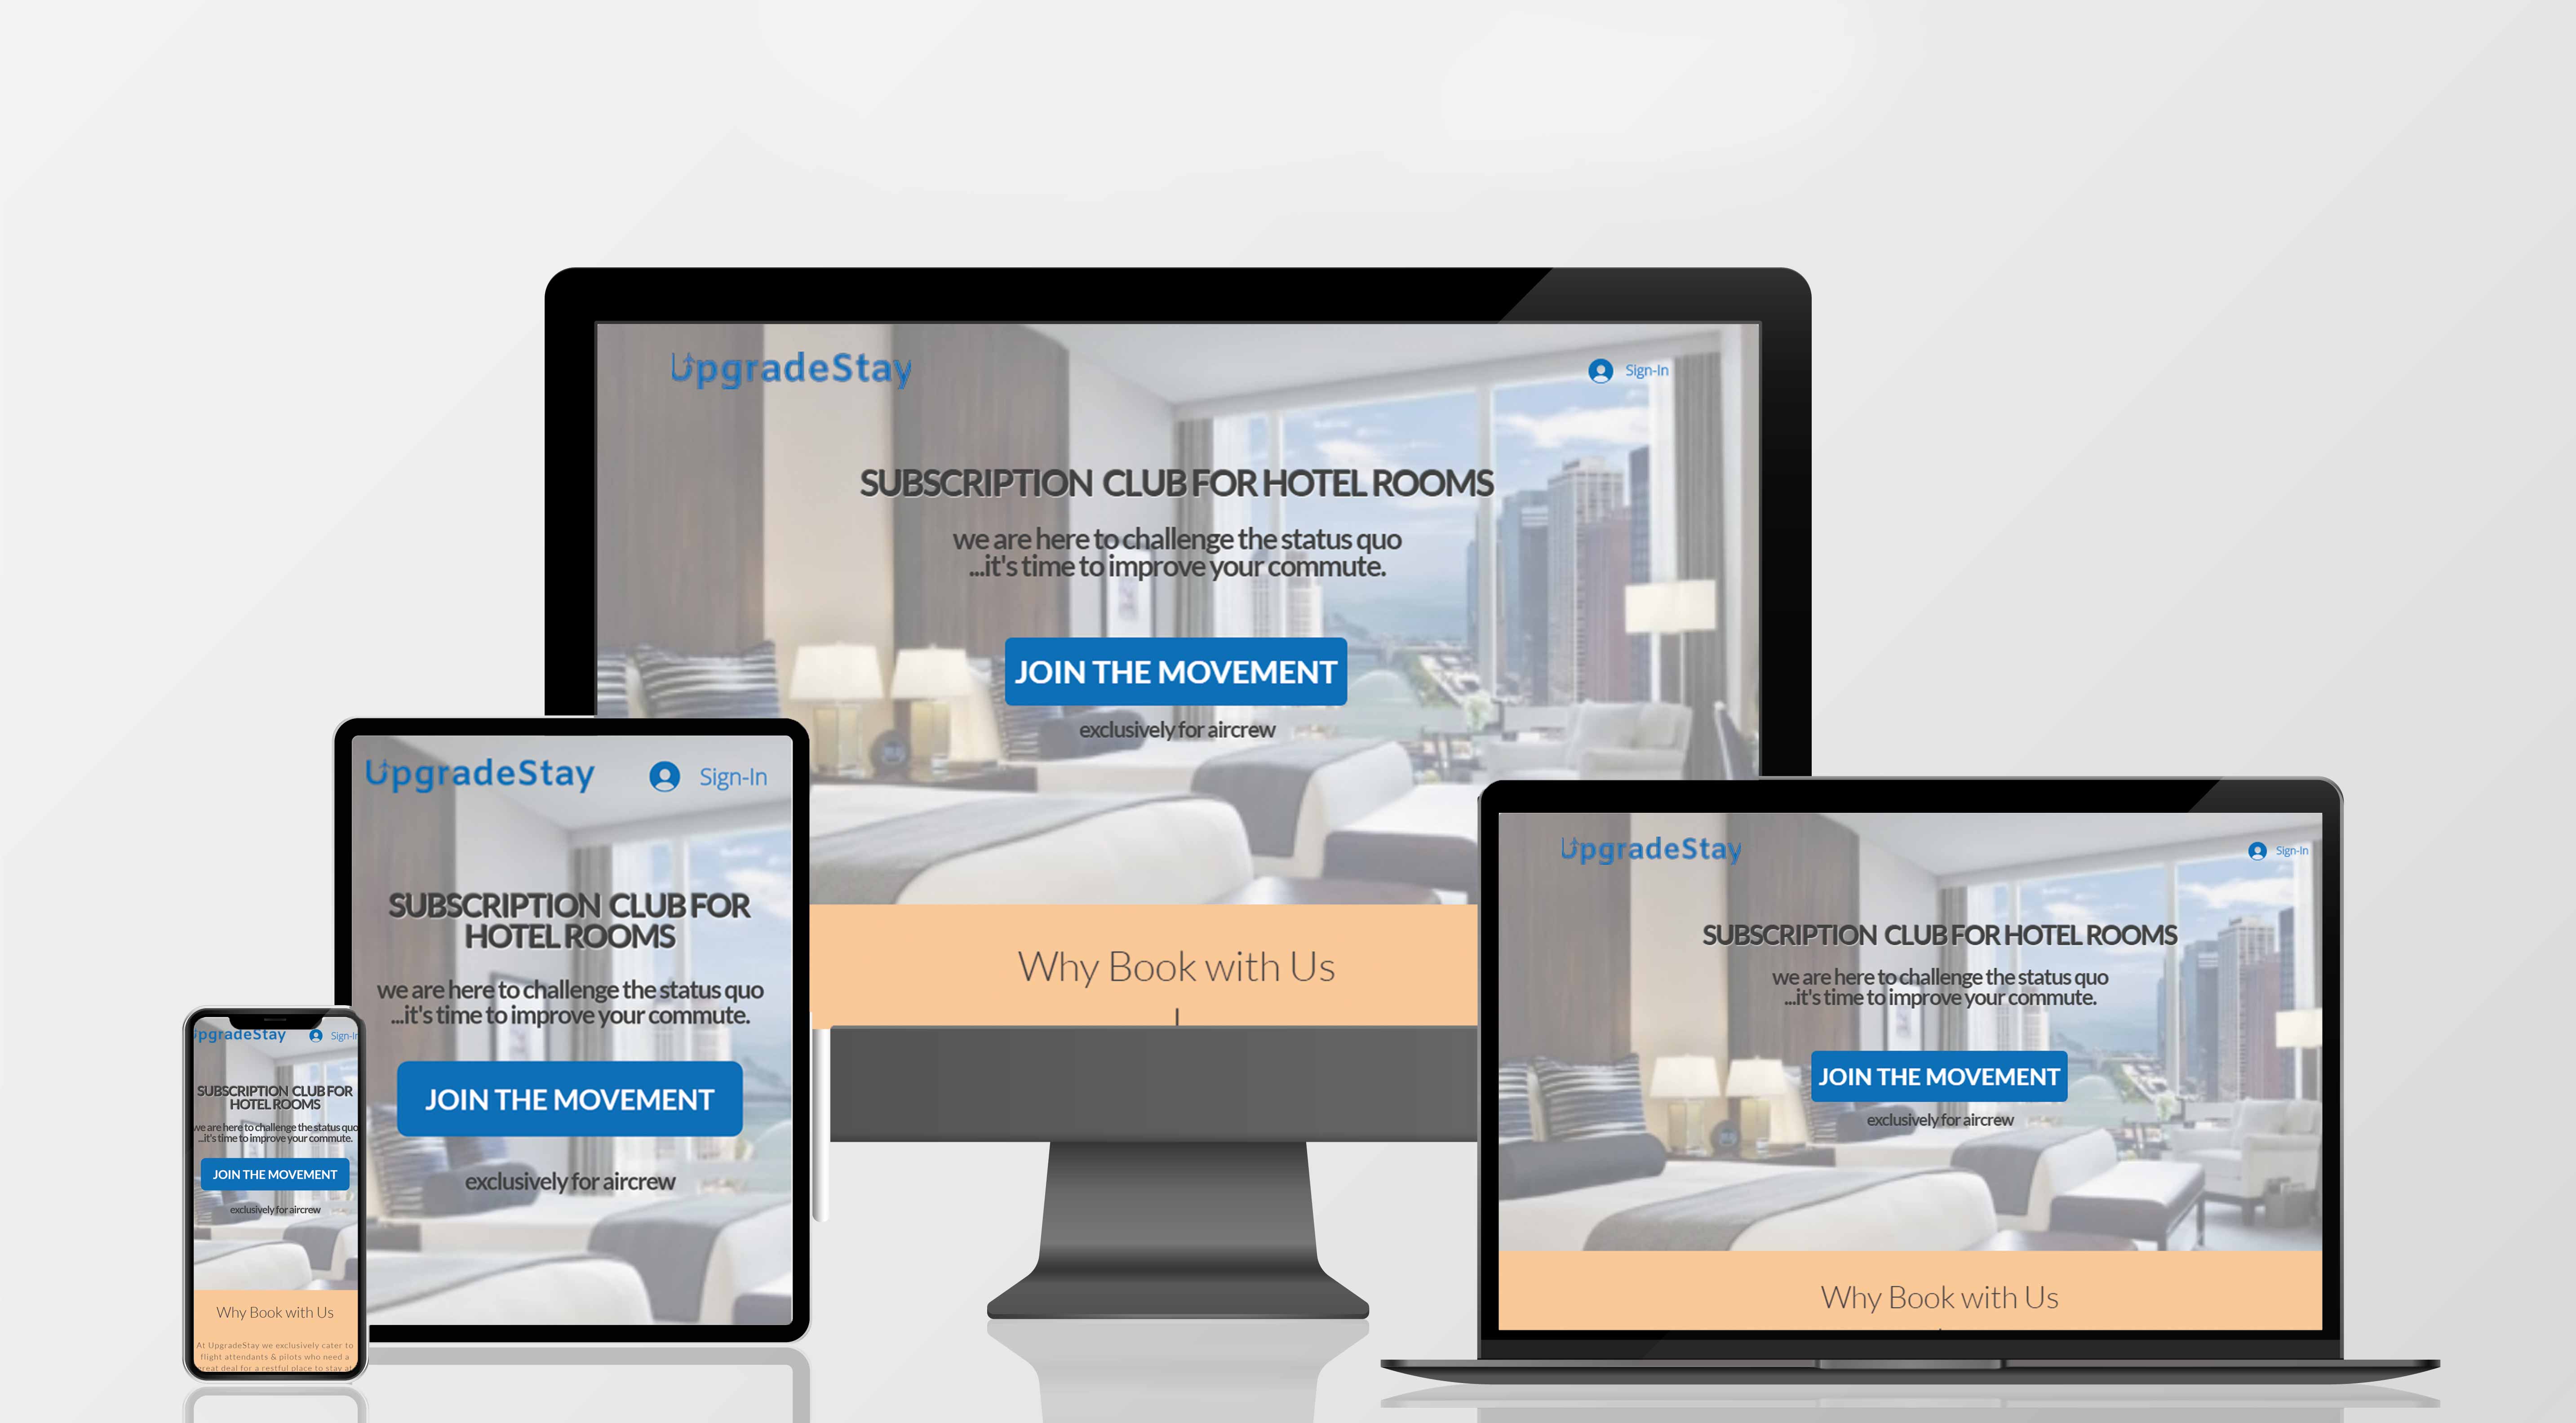 UpgradeStay
Sign-In
SUBSCRIPTION CLUB FOR HOTEL ROOMS
we are here to challenge the status quo
...it's time to improve your commute.
JOIN THE MOVEMENT
exclusively for aircrew
Why Book with Us
UpgradeStay
Sign-In
SUBSCRIPTION CLUB FOR
HOTEL ROOMS
we are here to challenge the status quo
...it's time to improve your commute.
JOIN THE MOVEMENT
exclusively for aircrew
UpgradeStay
Sign-In
SUBSCRIPTION CLUB FOR HOTEL ROOMS
we are here to challenge the status quo
...it's time to improve your commute.
JOIN THE MOVEMENT
exclusively for aircrew
Why Book with Us
UpgradeStay
Sign-In
SUBSCRIPTION CLUB FOR
HOTEL ROOMS
we are here to challenge the status quo
...it's time to improve your commute.
JOIN THE MOVEMENT
exclusively for aircrew
Why Book with Us
At UpgradeStay we exclusively cater to
flight attendants & pilots who need a
great deal for a restful place to stay at